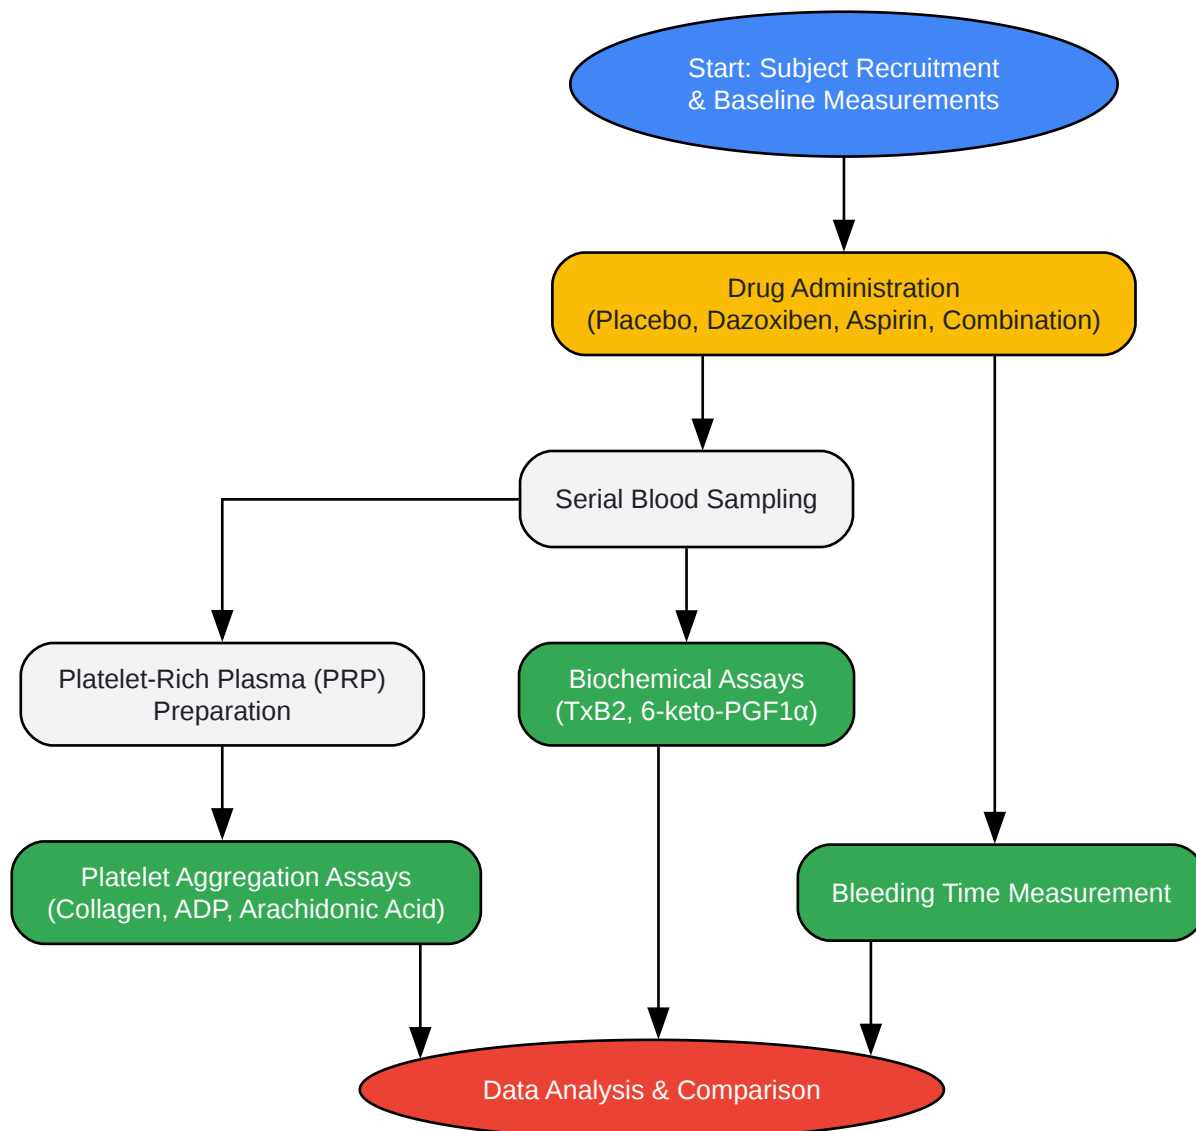 Start: Subject Recruitment
& Baseline Measurements
Drug Administration
(Placebo, Dazoxiben, Aspirin, Combination)
Serial Blood Sampling
Platelet-Rich Plasma (PRP)
Preparation
Biochemical Assays
(TxB2, 6-keto-PGF1α)
Platelet Aggregation Assays
(Collagen, ADP, Arachidonic Acid)
Bleeding Time Measurement
Data Analysis & Comparison